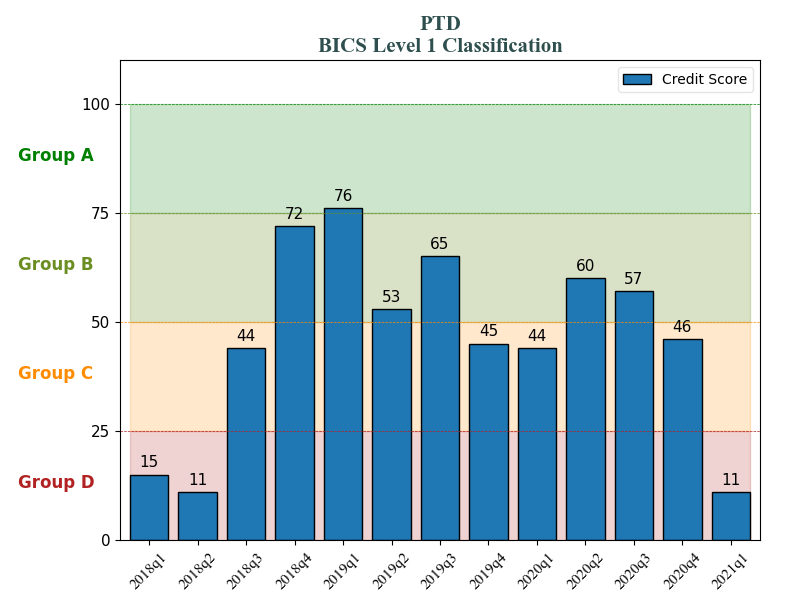 PTD
BICS Level 1 Classification
Credit Score
100
Group A
75
Group B
50
Group C
25
Group D
0
15
11
44
72
76
53
65
45
44
60
57
46
11
2018q1
2018q2
2018q3
2018q4
2019q1
2019q2
2019q3
2019q4
2020q1
2020q2
2020q3
2020q4
2021q1